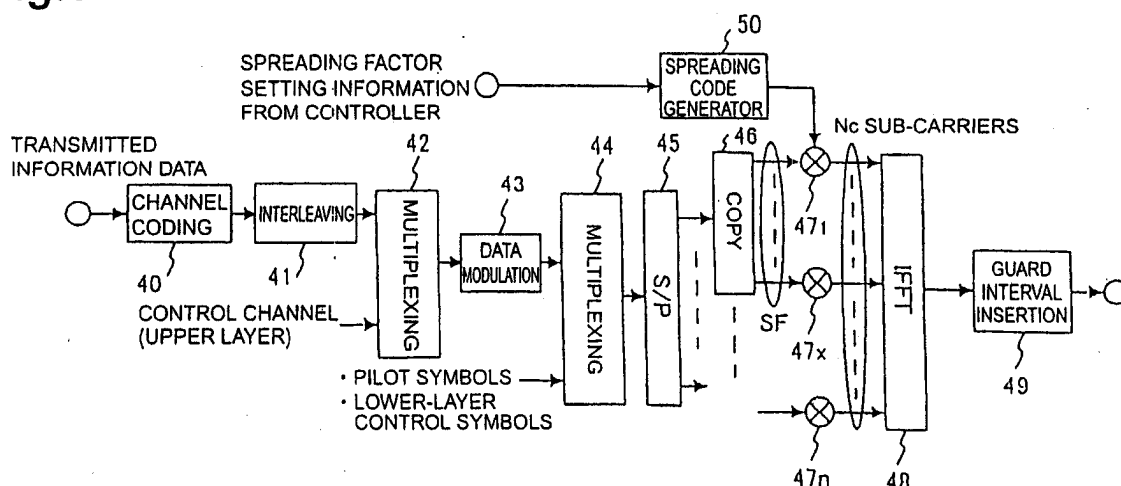 50
SPREADING FACTOR
SETTING INFORMATION
FROM CONTROLLER
SPREADING
CODE
GENERATOR
Nc SUB-CARRIERS
TRANSMITTED
INFORMATION DATA
42
44
45
46
43
47₁
CHANNEL
CODING
INTERLEAVING
MULTIPLEXING
DATA
MODULATION
MULTIPLEXING
S/P
COPY
IFFT
GUARD
INTERVAL
INSERTION
40
41
SF
47x
49
CONTROL CHANNEL
(UPPER LAYER)
· PILOT SYMBOLS
· LOWER-LAYER
CONTROL SYMBOLS
47n
48